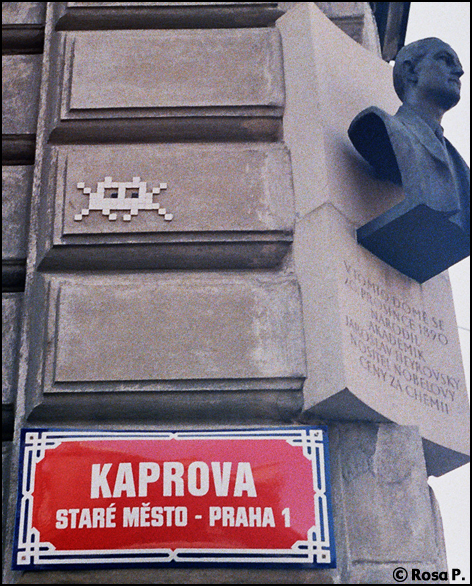 V TOMTO DOMĚ SE
20. PROSINCE 1890
NARODIL
AKADEMIK
JAROSLAV HEYROVSKÝ
NOSITEL NOBELOVY
CENY ZA CHEMII
KAPROVA
STARÉ MĚSTO - PRAHA 1
© Rosa P.